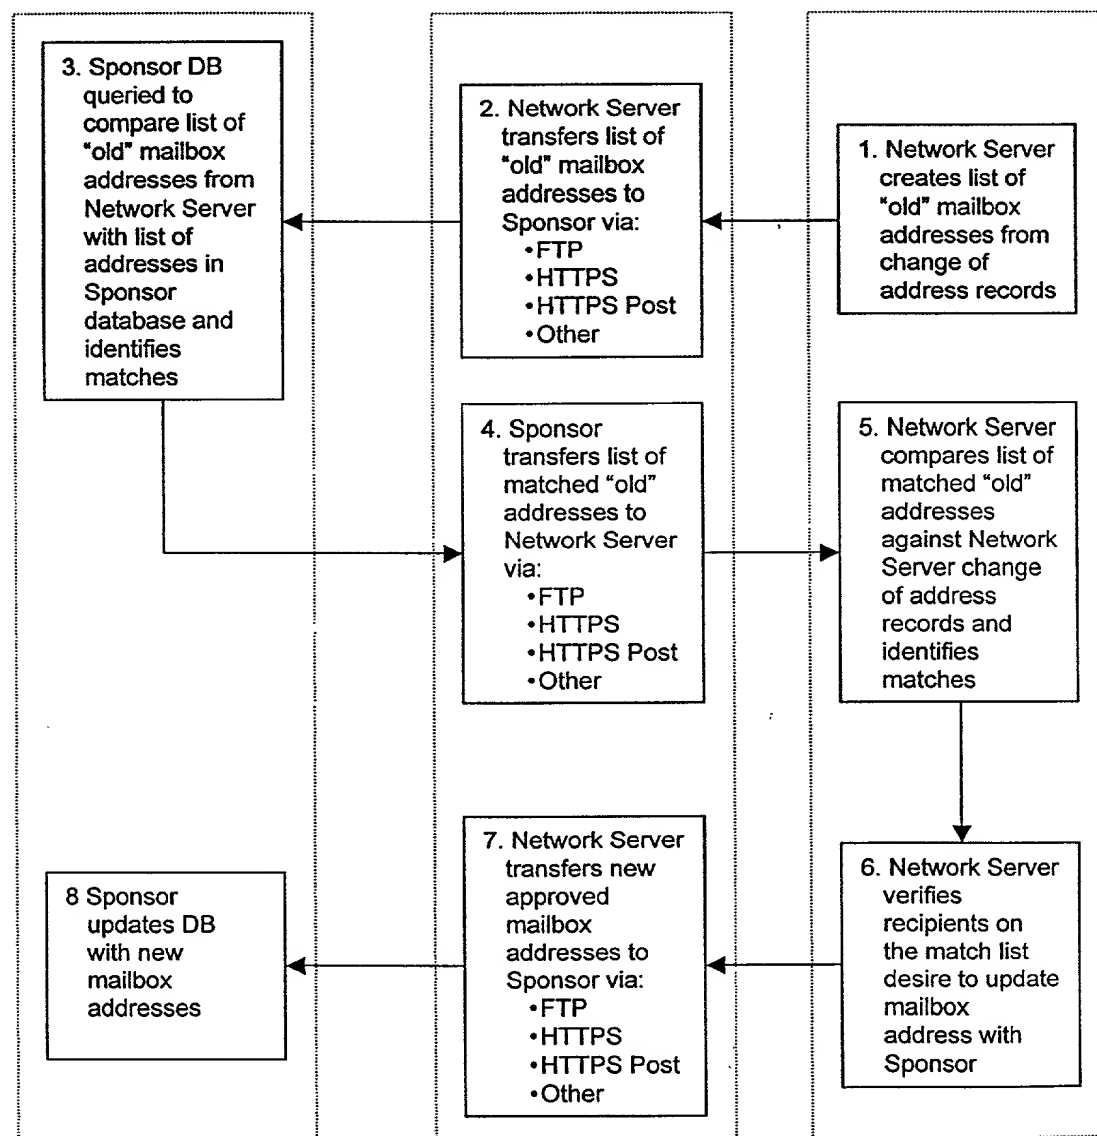 1. Network Server
creates list of
"old" mailbox
addresses from
change of
address records
2. Network Server
transfers list of
"old" mailbox
addresses to
Sponsor via:
•FTP
•HTTPS
•HTTPS Post
•Other
3. Sponsor DB
queried to
compare list of
"old" mailbox
addresses from
Network Server
with list of
addresses in
Sponsor
database and
identifies
matches
4. Sponsor
transfers list of
matched "old"
addresses to
Network Server
via:
•FTP
•HTTPS
•HTTPS Post
•Other
5. Network Server
compares list of
matched "old"
addresses
against Network
Server change
of address
records and
identifies
matches
6. Network Server
verifies
recipients on
the match list
desire to update
mailbox
address with
Sponsor
7. Network Server
transfers new
approved
mailbox
addresses to
Sponsor via:
•FTP
•HTTPS
•HTTPS Post
•Other
8 Sponsor
updates DB
with new
mailbox
addresses